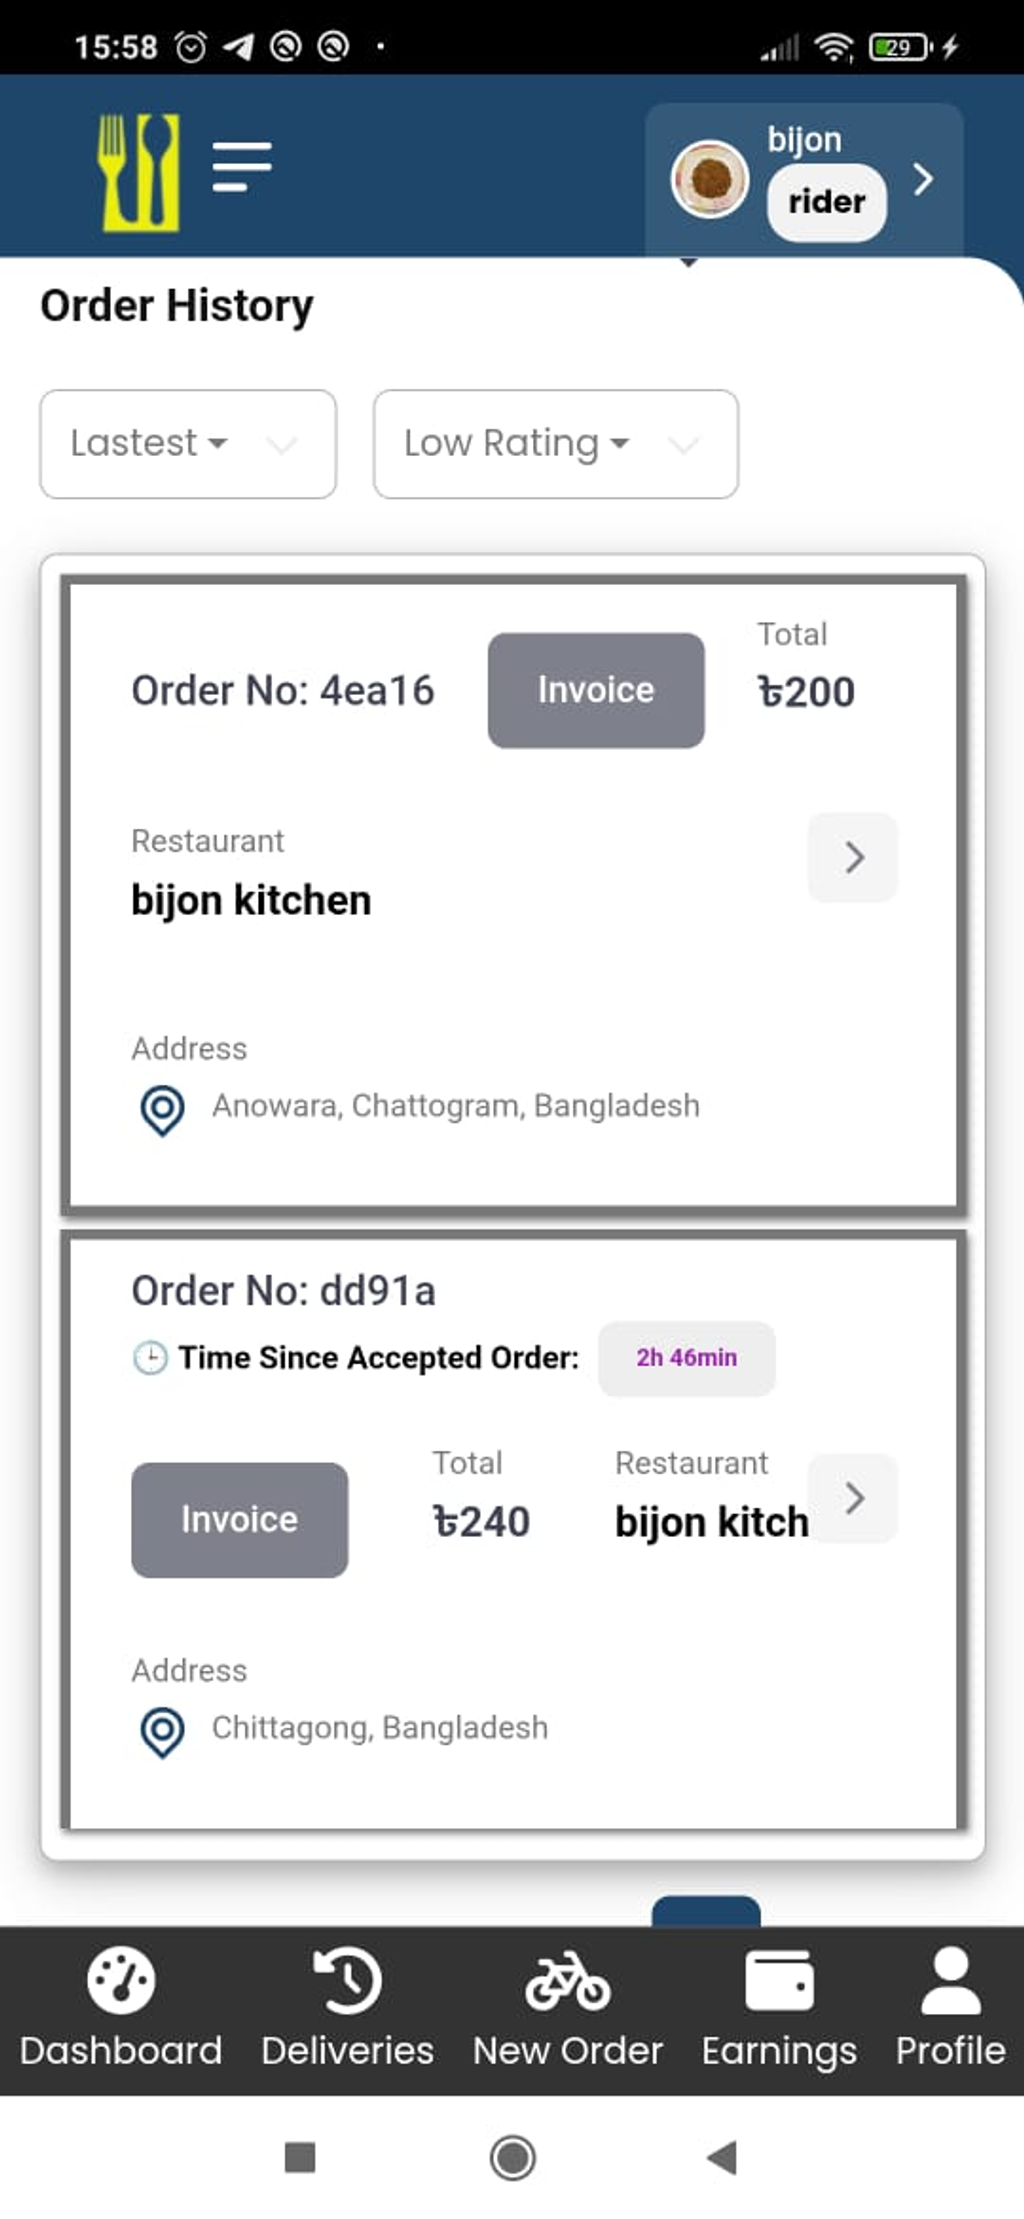 15:58
29
bijon
rider
Order History
Lastest
Low Rating
Total
Order No: 4ea16
Invoice
৳200
Restaurant
bijon kitchen
Address
Anowara, Chattogram, Bangladesh
Order No: dd91a
Time Since Accepted Order:
2h 46min
Invoice
Total
৳240
Restaurant
bijon kitch
Address
Chittagong, Bangladesh
Dashboard
Deliveries
New Order
Earnings
Profile